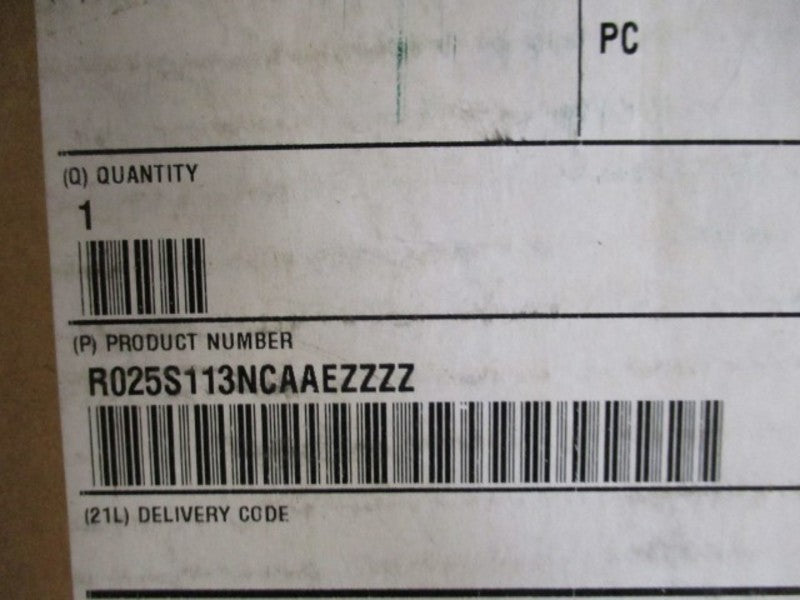 PC
(Q) QUANTITY
1
(P) PRODUCT NUMBER
R025S113NCAAEZZZZ
(21L) DELIVERY CODE